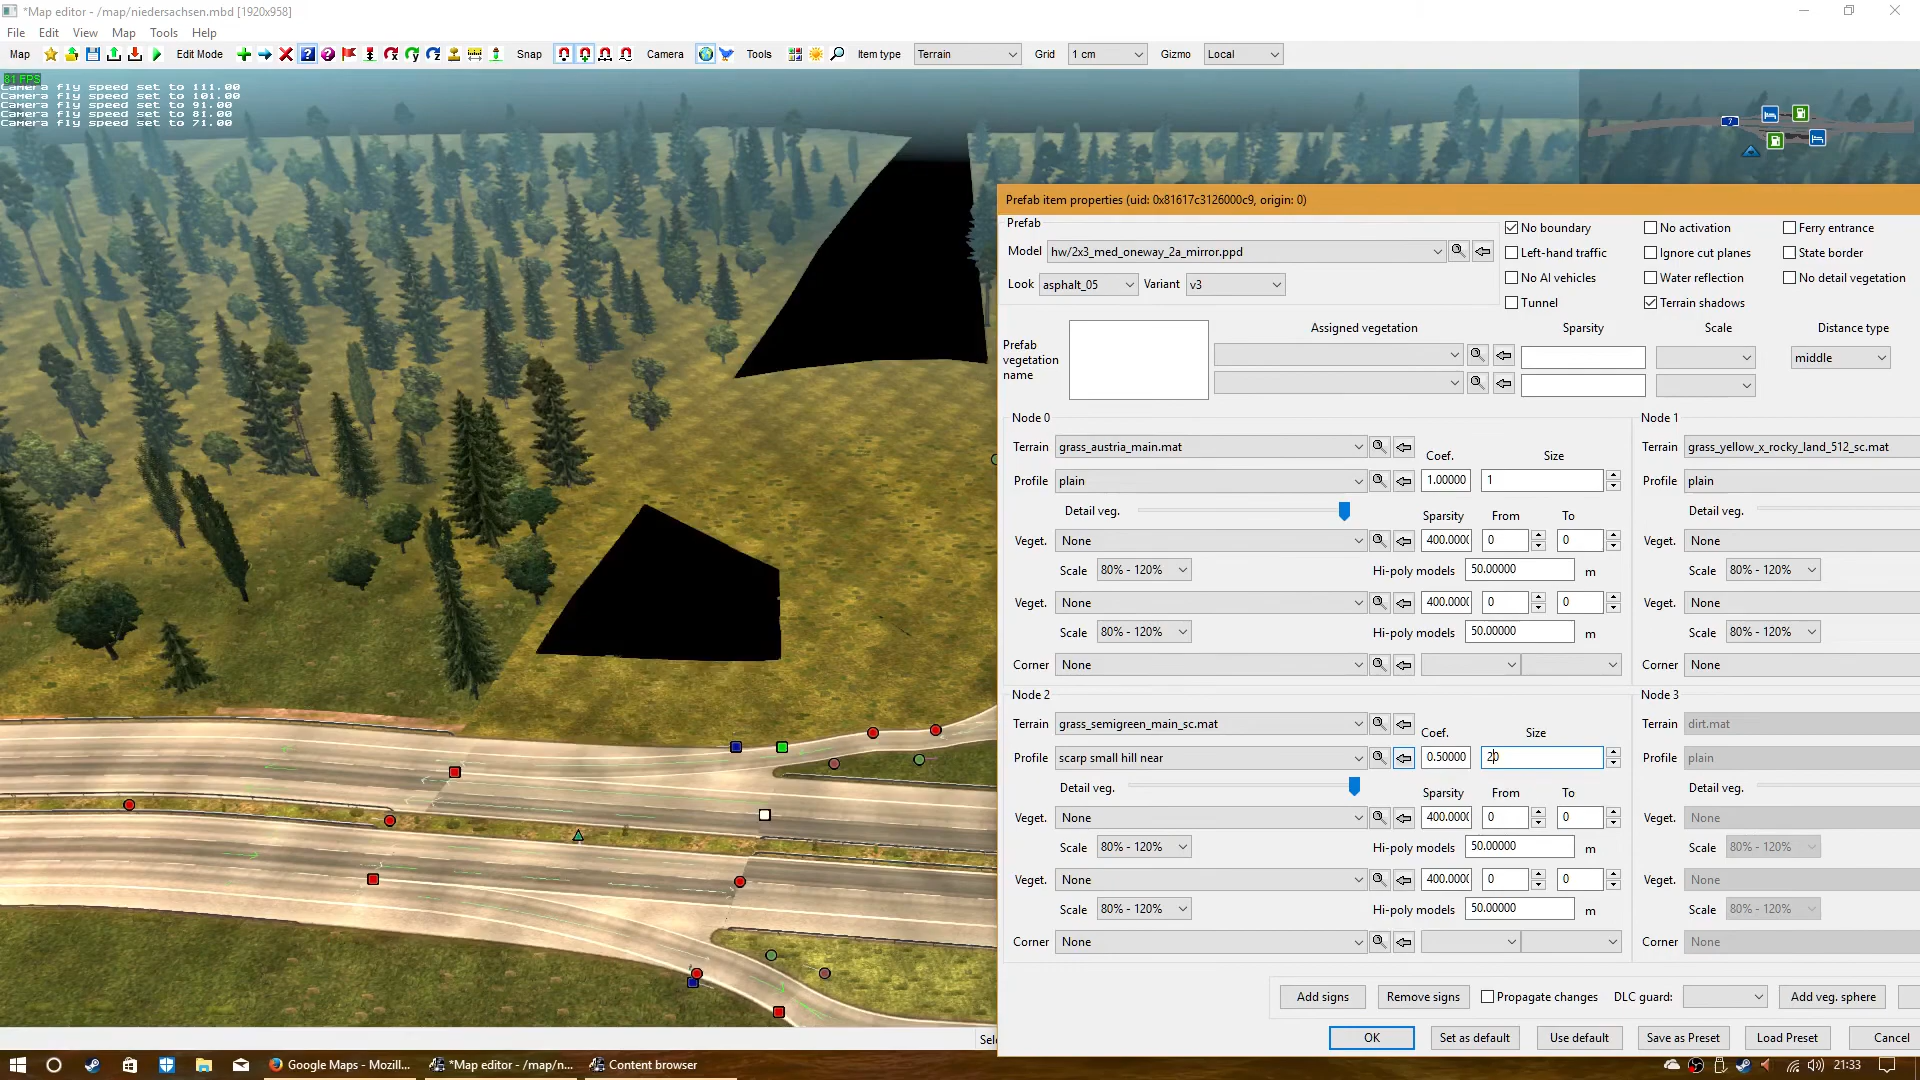 *Map editor - /map/niedersachsen.mbd [1920x958]
File Edit View Map Tools Help
Map Edit Mode Snap Camera Tools Item type Terrain Grid 1 cm Gizmo Local
81 FPS
Camera fly speed set to 111.00
Camera fly speed set to 101.00
Camera fly speed set to 91.00
Camera fly speed set to 81.00
Camera fly speed set to 71.00
7
Prefab item properties (uid: 0x81617c3126000c9, origin: 0)
Prefab
No boundary No activation Ferry entrance
Model hw/2x3_med_oneway_2a_mirror.ppd
Left-hand traffic Ignore cut planes State border
Look asphalt_05 Variant v3
No AI vehicles Water reflection No detail vegetation
Tunnel Terrain shadows
Assigned vegetation Sparsity Scale Distance type
Prefab vegetation name
middle
Node 0 Node 1
Terrain grass_austria_main.mat Coef. Size Terrain grass_yellow_x_rocky_land_512_sc.mat
Profile plain 1.00000 1 Profile plain
Detail veg. Sparsity From To Detail veg.
Veget. None 400.000 0 0 Veget. None
Scale 80% - 120% Hi-poly models 50.00000 m Scale 80% - 120%
Veget. None 400.000 0 0 Veget. None
Scale 80% - 120% Hi-poly models 50.00000 m Scale 80% - 120%
Corner None Corner None
Node 2 Node 3
Terrain grass_semigreen_main_sc.mat Coef. Size Terrain dirt.mat
Profile scarp small hill near 0.50000 20 Profile plain
Detail veg. Sparsity From To Detail veg.
Veget. None 400.000 0 0 Veget. None
Scale 80% - 120% Hi-poly models 50.00000 m Scale 80% - 120%
Veget. None 400.000 0 0 Veget. None
Scale 80% - 120% Hi-poly models 50.00000 m Scale 80% - 120%
Corner None Corner None
Add signs Remove signs Propagate changes DLC guard: Add veg. sphere
Sel
OK Set as default Use default Save as Preset Load Preset Cancel
Google Maps - Mozill... *Map editor - /map/n... Content browser 21:33